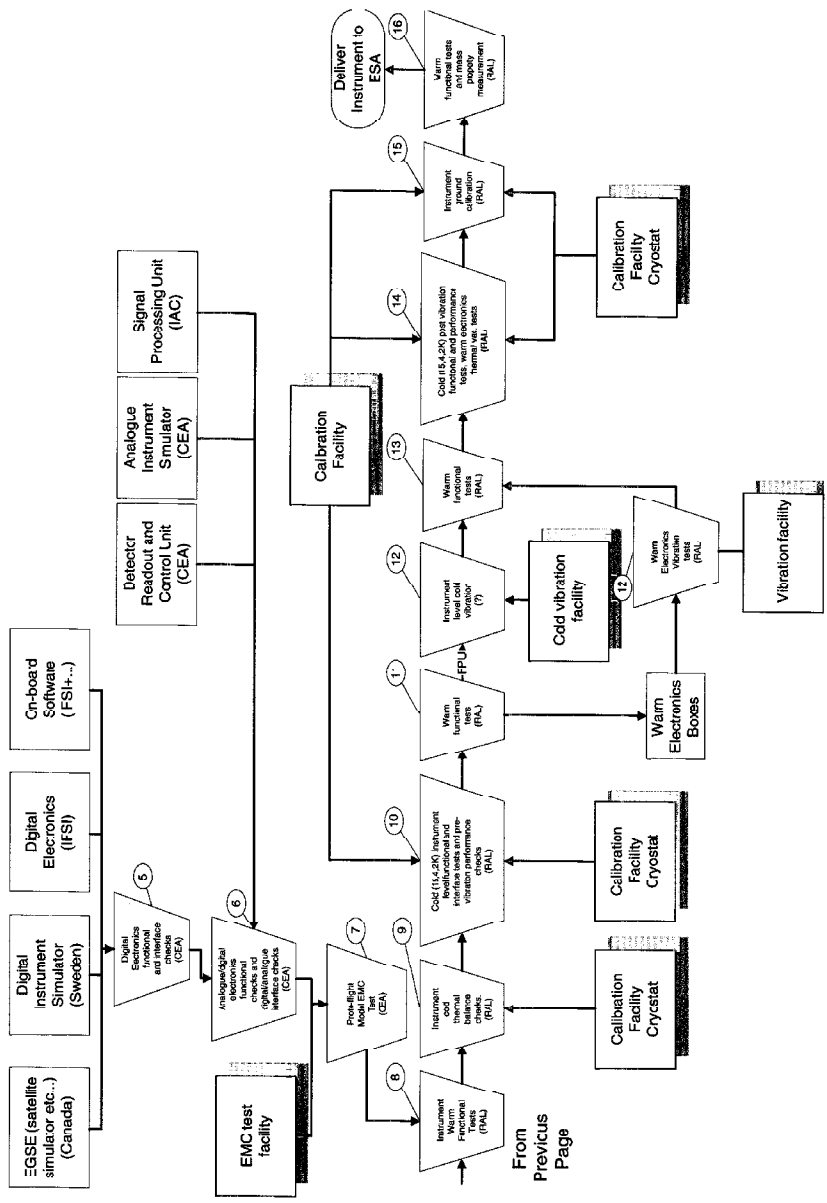 EGSE (satellite
simulator etc...)
(Canada)
Digital
Instrument
Simulator
(Sweden)
Digital
Electronics
(IFSI)
On-board
Software
( FSI+...)
5
Digital
Electronics
functional
and interface
checks
(CEA)
Detector
Readout and
Control Unit
(CEA)
Analogue
Instrument
Simulator
(CEA)
Signal
Processing Unit
(IAC)
6
Analogue/digital
electronics
functional
checks and
digital/analogue
interface checks
(CEA)
EMC test
facility
7
Proto-flight
Model EMC
Test
(CEA)
Calibration
Facility
8
Instrument
Warm
Functional
Tests
(RAL)
From
Previous
Page
9
Instrument
cold
thermal
balance
checks.
(RAL)
10
Cold (15,4,2K) instrument
level functional and
interface tests and pre-
vibration performance
checks
(RAL)
1'
Warm
functional
tess
(RAL)
FPU
12
Instrument
level cold
vibration
(?)
13
Warm
functional
tests
(RAL)
14
Cold (15,4,2K) post vibration
functional and performance
tess, warm electronics
thermal vac. tests
(RAL)
15
Instrument
ground
calibration
(RAL)
16
Warm
functional tests
and mass
property
measurement
(RAL)
Deliver
Instrument to
ESA
Calibration
Facility
Cryostat
Calibration
Facility
Cryostat
Cold vibration
facility
Calibration
Facility
Cryostat
Warm
Electronics
Boxes
12
Warm
Electronics
Vibration
tests
(RAL
Vibration facility